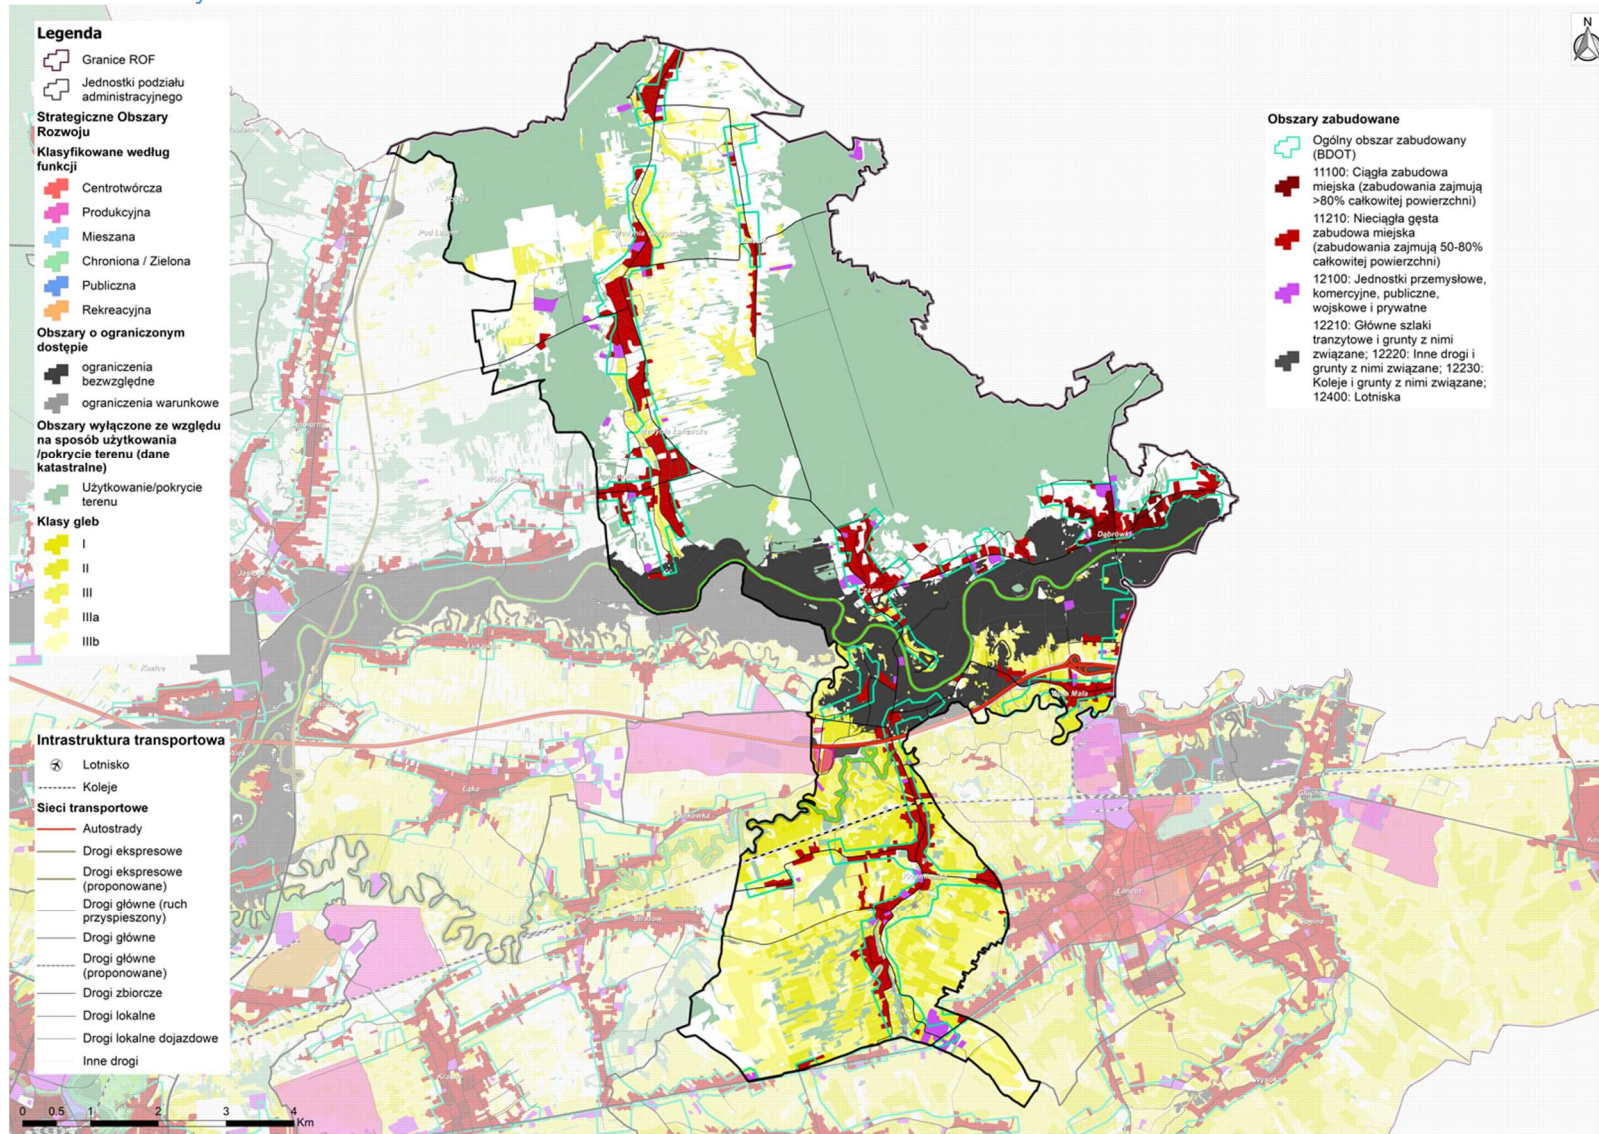 Legenda
Granice ROF
Jednostki podziału
administracyjnego
Strategiczne Obszary
Rozwoju
Klasyfikowane według
funkcji
Centrotwórcza
Produkcyjna
Mieszana
Chroniona / Zielona
Publiczna
Rekreacyjna
Obszary o ograniczonym
dostępie
ograniczenia
bezwzględne
ograniczenia warunkowe
Obszary wyłączone ze względu
na sposób użytkowania
/pokrycie terenu (dane
katastralne)
Użytkowanie/pokrycie
terenu
Klasy gleb
I
II
III
IIIa
IIIb
Intrastruktura transportowa
Lotnisko
Koleje
Sieci transportowe
Autostrady
Drogi ekspresowe
Drogi ekspresowe
(proponowane)
Drogi główne (ruch
przyspieszony)
Drogi główne
Drogi główne
(proponowane)
Drogi zbiorcze
Drogi lokalne
Drogi lokalne dojazdowe
Inne drogi
0 0.5 1 2 3 4
Km
N
Obszary zabudowane
Ogólny obszar zabudowany
(BDOT)
11100: Ciągła zabudowa
miejska (zabudowania zajmują
>80% całkowitej powierzchni)
11210: Nieciągła gęsta
zabudowa miejska
(zabudowania zajmują 50-80%
całkowitej powierzchni)
12100: Jednostki przemysłowe,
komercyjne, publiczne,
wojskowe i prywatne
12210: Główne szlaki
tranzytowe i grunty z nimi
związane; 12220: Inne drogi i
grunty z nimi związane; 12230:
Koleje i grunty z nimi związane;
12400: Lotniska
Dąbrówki
Łąka
Strażów
Łańcut
Głuchów